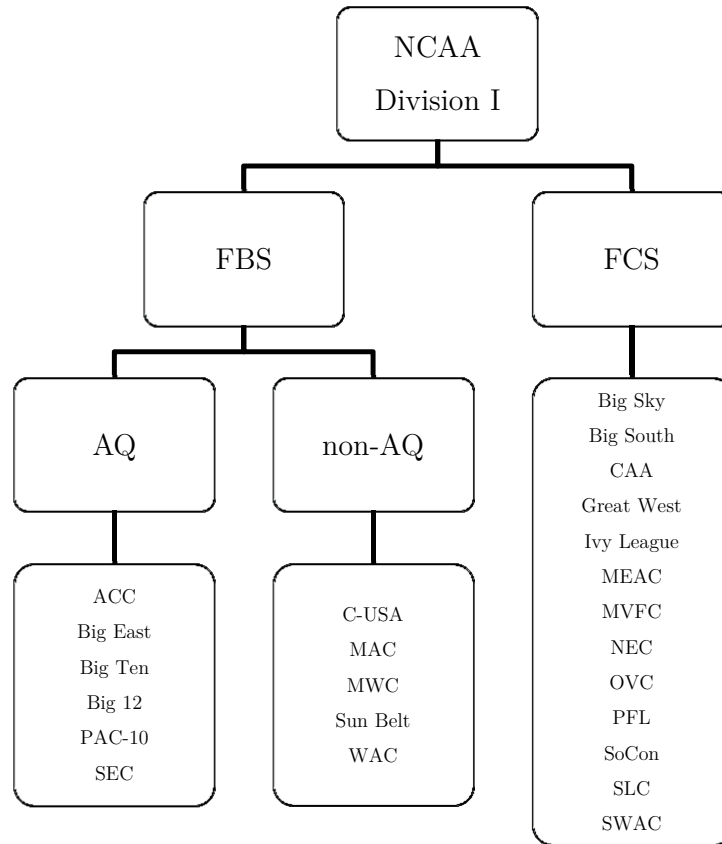 NCAA
Division I
FBS
FCS
AQ
non-AQ
ACC
Big East
Big Ten
Big 12
PAC-10
SEC
C-USA
MAC
MWC
Sun Belt
WAC
Big Sky
Big South
CAA
Great West
Ivy League
MEAC
MVFC
NEC
OVC
PFL
SoCon
SLC
SWAC